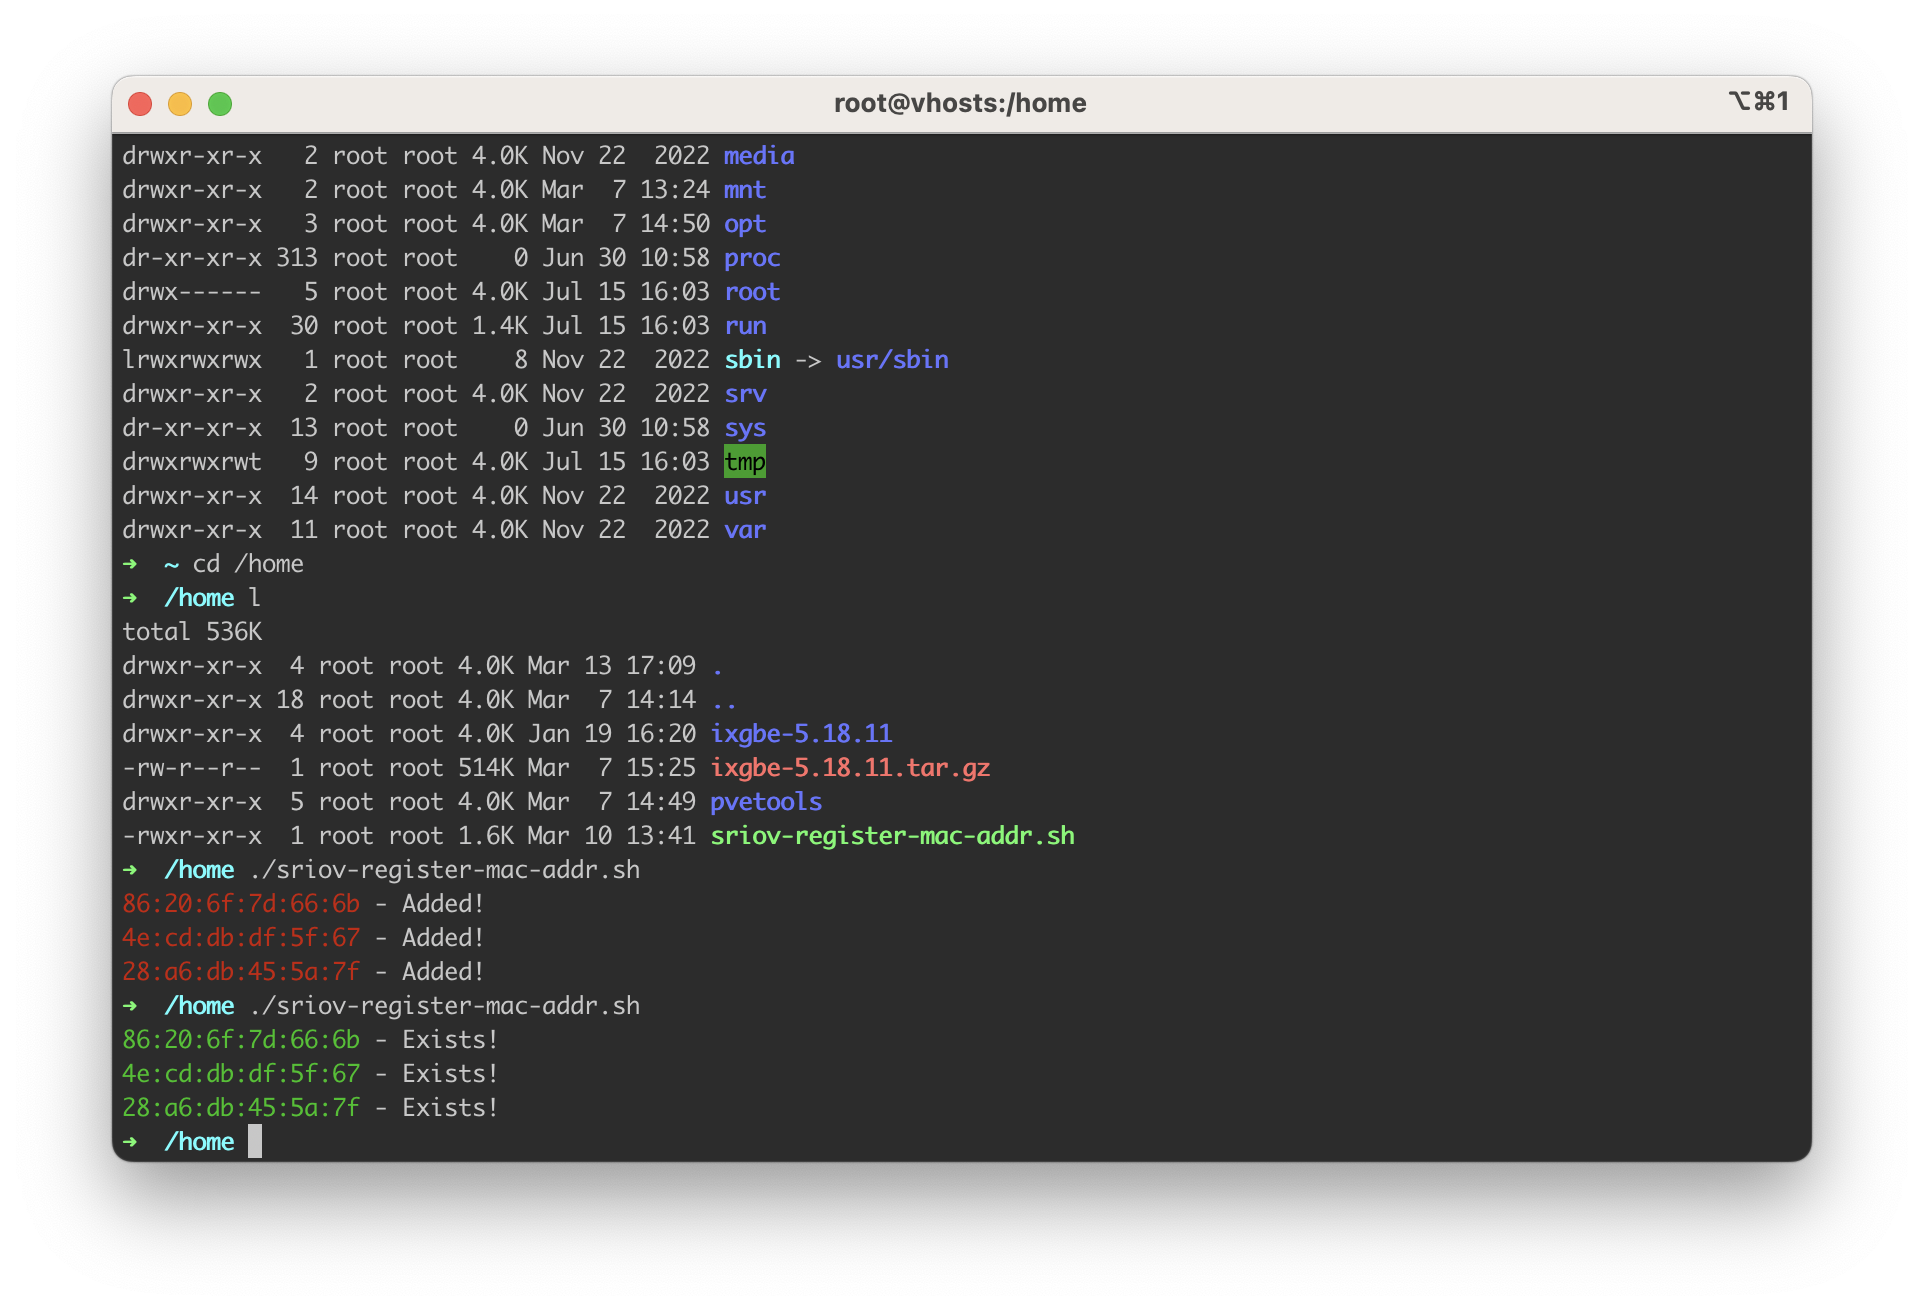 root@vhosts:/home ⌥⌘1
drwxr-xr-x   2 root root 4.0K Nov 22  2022 media
drwxr-xr-x   2 root root 4.0K Mar  7 13:24 mnt
drwxr-xr-x   3 root root 4.0K Mar  7 14:50 opt
dr-xr-xr-x 313 root root    0 Jun 30 10:58 proc
drwx------   5 root root 4.0K Jul 15 16:03 root
drwxr-xr-x  30 root root 1.4K Jul 15 16:03 run
lrwxrwxrwx   1 root root    8 Nov 22  2022 sbin -> usr/sbin
drwxr-xr-x   2 root root 4.0K Nov 22  2022 srv
dr-xr-xr-x  13 root root    0 Jun 30 10:58 sys
drwxrwxrwt   9 root root 4.0K Jul 15 16:03 tmp
drwxr-xr-x  14 root root 4.0K Nov 22  2022 usr
drwxr-xr-x  11 root root 4.0K Nov 22  2022 var
➜  ~ cd /home
➜  /home l
total 536K
drwxr-xr-x  4 root root 4.0K Mar 13 17:09 .
drwxr-xr-x 18 root root 4.0K Mar  7 14:14 ..
drwxr-xr-x  4 root root 4.0K Jan 19 16:20 ixgbe-5.18.11
-rw-r--r--  1 root root 514K Mar  7 15:25 ixgbe-5.18.11.tar.gz
drwxr-xr-x  5 root root 4.0K Mar  7 14:49 pvetools
-rwxr-xr-x  1 root root 1.6K Mar 10 13:41 sriov-register-mac-addr.sh
➜  /home ./sriov-register-mac-addr.sh
86:20:6f:7d:66:6b - Added!
4e:cd:db:df:5f:67 - Added!
28:a6:db:45:5a:7f - Added!
➜  /home ./sriov-register-mac-addr.sh
86:20:6f:7d:66:6b - Exists!
4e:cd:db:df:5f:67 - Exists!
28:a6:db:45:5a:7f - Exists!
➜  /home